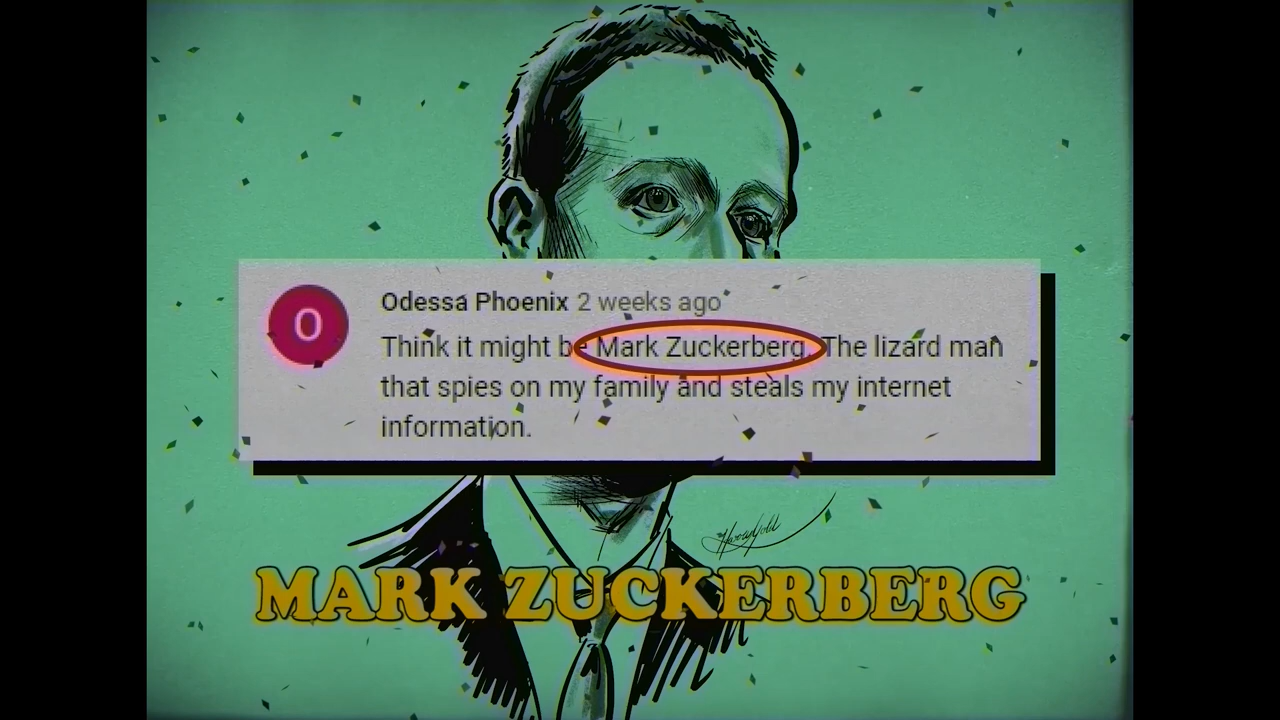 O
Odessa Phoenix 2 weeks ago
Think it might be Mark Zuckerberg. The lizard man
that spies on my family and steals my internet
information.
MARK ZUCKERBERG